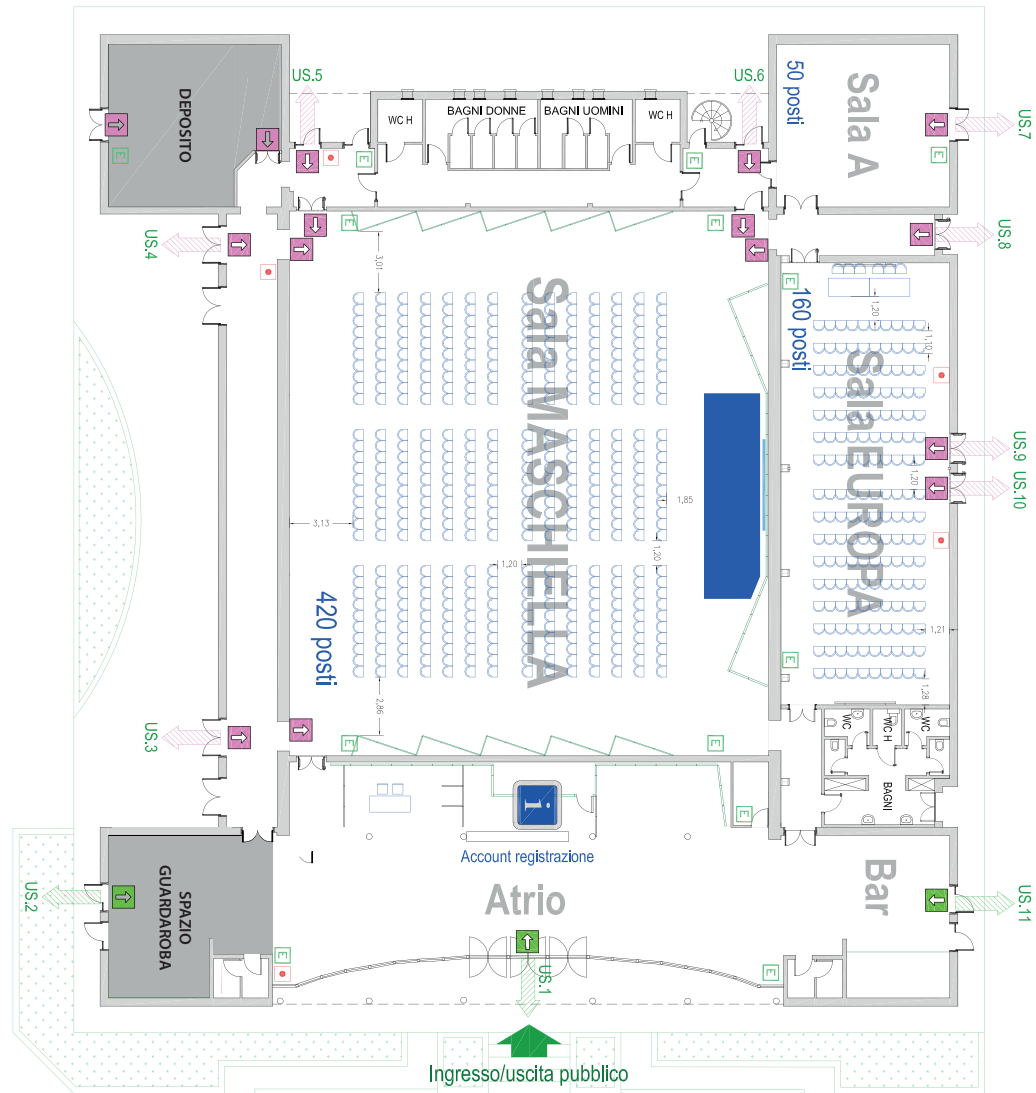 US.5
US.6
US.7
DEPOSITO
WC H
BAGNI DONNE
BAGNI UOMINI
WC H
50 posti
Sala A
E
E
E
E
US.4
US.8
E
E
E
3,01
Sala MASCHIELLA
160 posti
1,20
1,10
Sala EUROPA
US.9
US.10
1,20
3,13
1,85
1,20
1,20
420 posti
1,21
2,86
1,28
E
US.3
E
E
WC
WC H
WC
BAGNI
i
E
Account registrazione
US.2
SPAZIO
GUARDAROBA
Atrio
Bar
US.11
E
E
US.1
Ingresso/uscita pubblico